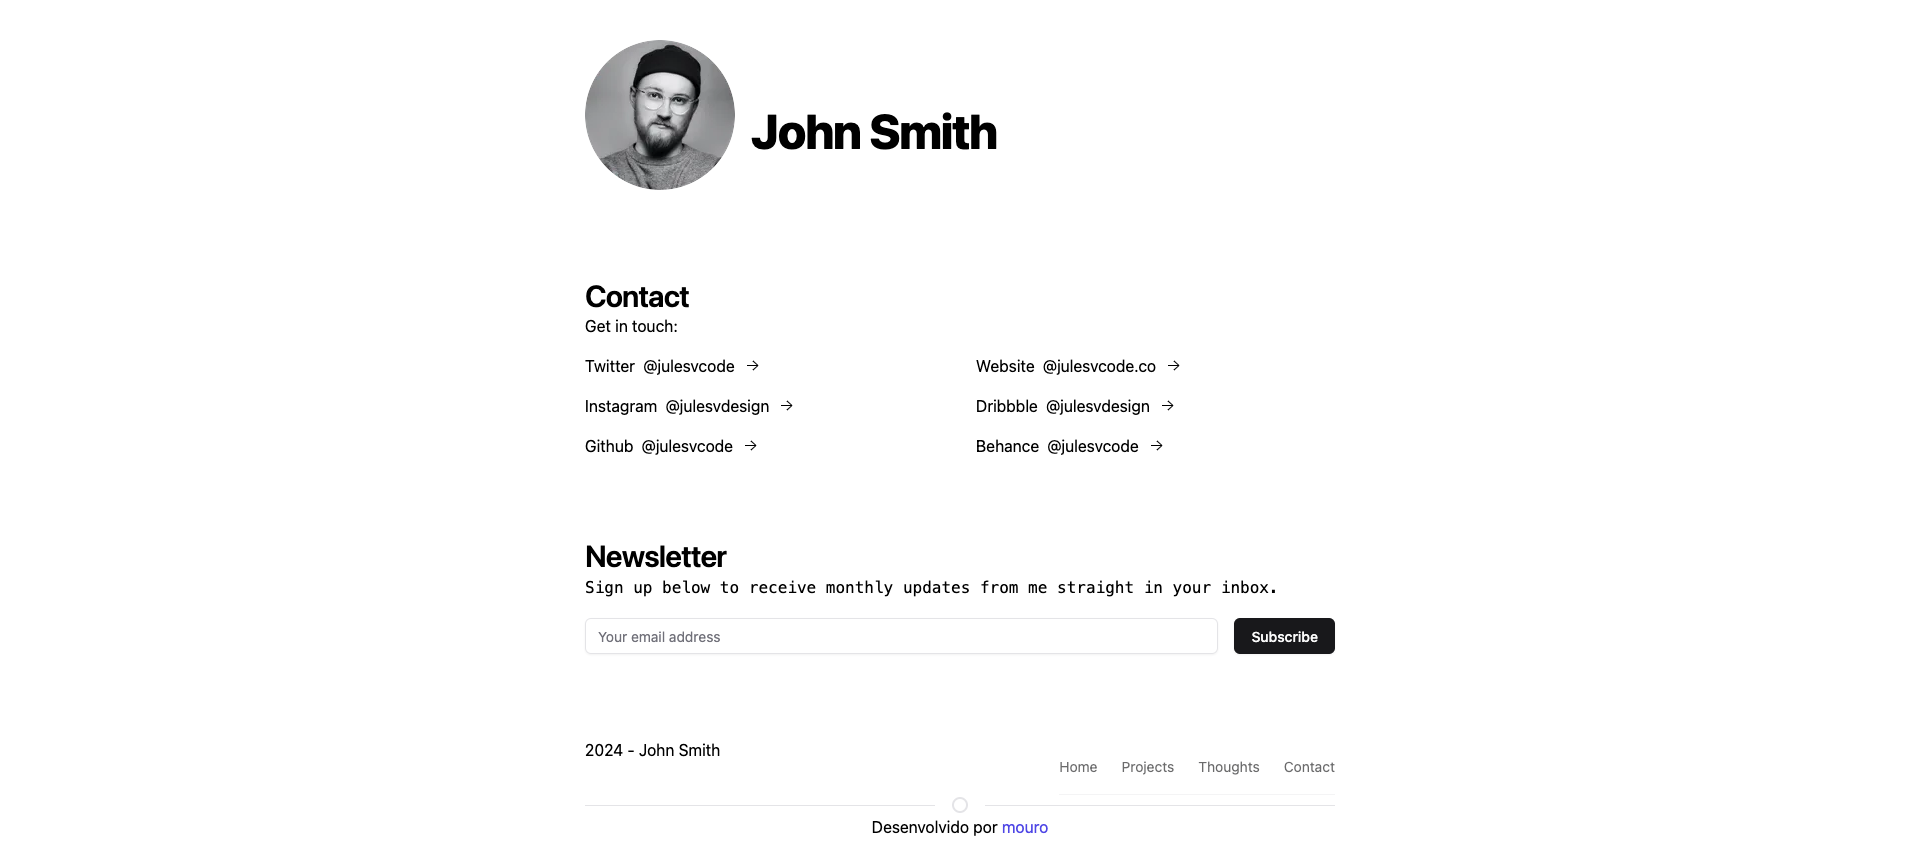 John Smith
Contact
Get in touch:
Twitter @julesvcode →
Website @julesvcode.co →
Instagram @julesvdesign →
Dribbble @julesvdesign →
Github @julesvcode →
Behance @julesvcode →
Newsletter
Sign up below to receive monthly updates from me straight in your inbox.
Your email address
Subscribe
2024 - John Smith
Home Projects Thoughts Contact
Desenvolvido por mouro